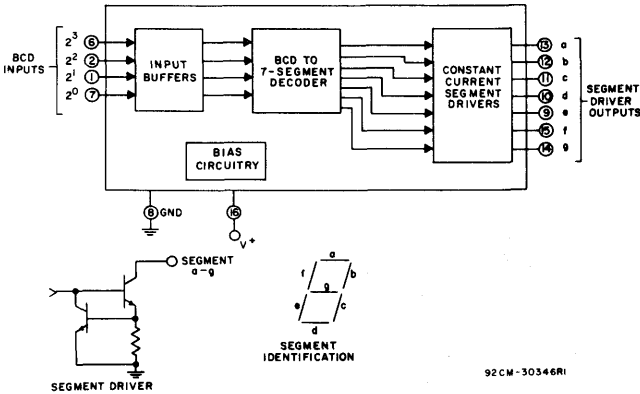 BCD
INPUTS
2³ 6
2² 2
2¹ 1
2⁰ 7
INPUT
BUFFERS
BCD TO
7-SEGMENT
DECODER
CONSTANT
CURRENT
SEGMENT
DRIVERS
13 a
12 b
11 c
10 d
9 e
15 f
14 g
SEGMENT
DRIVER
OUTPUTS
BIAS
CIRCUITRY
8 GND
16
V+
SEGMENT
a-g
SEGMENT DRIVER
a
f b
g
e c
d
SEGMENT
IDENTIFICATION
92CM-30346R1